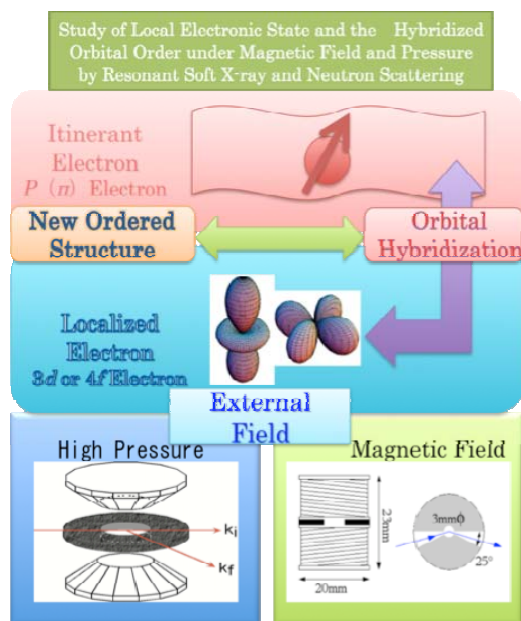 Study of Local Electronic State and the Hybridized
Orbital Order under Magnetic Field and Pressure
by Resonant Soft X-ray and Neutron Scattering
Itinerant
Electron
P (π) Electron
New Ordered
Structure
Orbital
Hybridization
Localized
Electron
3d or 4f Electron
External
Field
High Pressure
ki
kf
Magnetic Field
23mm
20mm
3mmϕ
25°